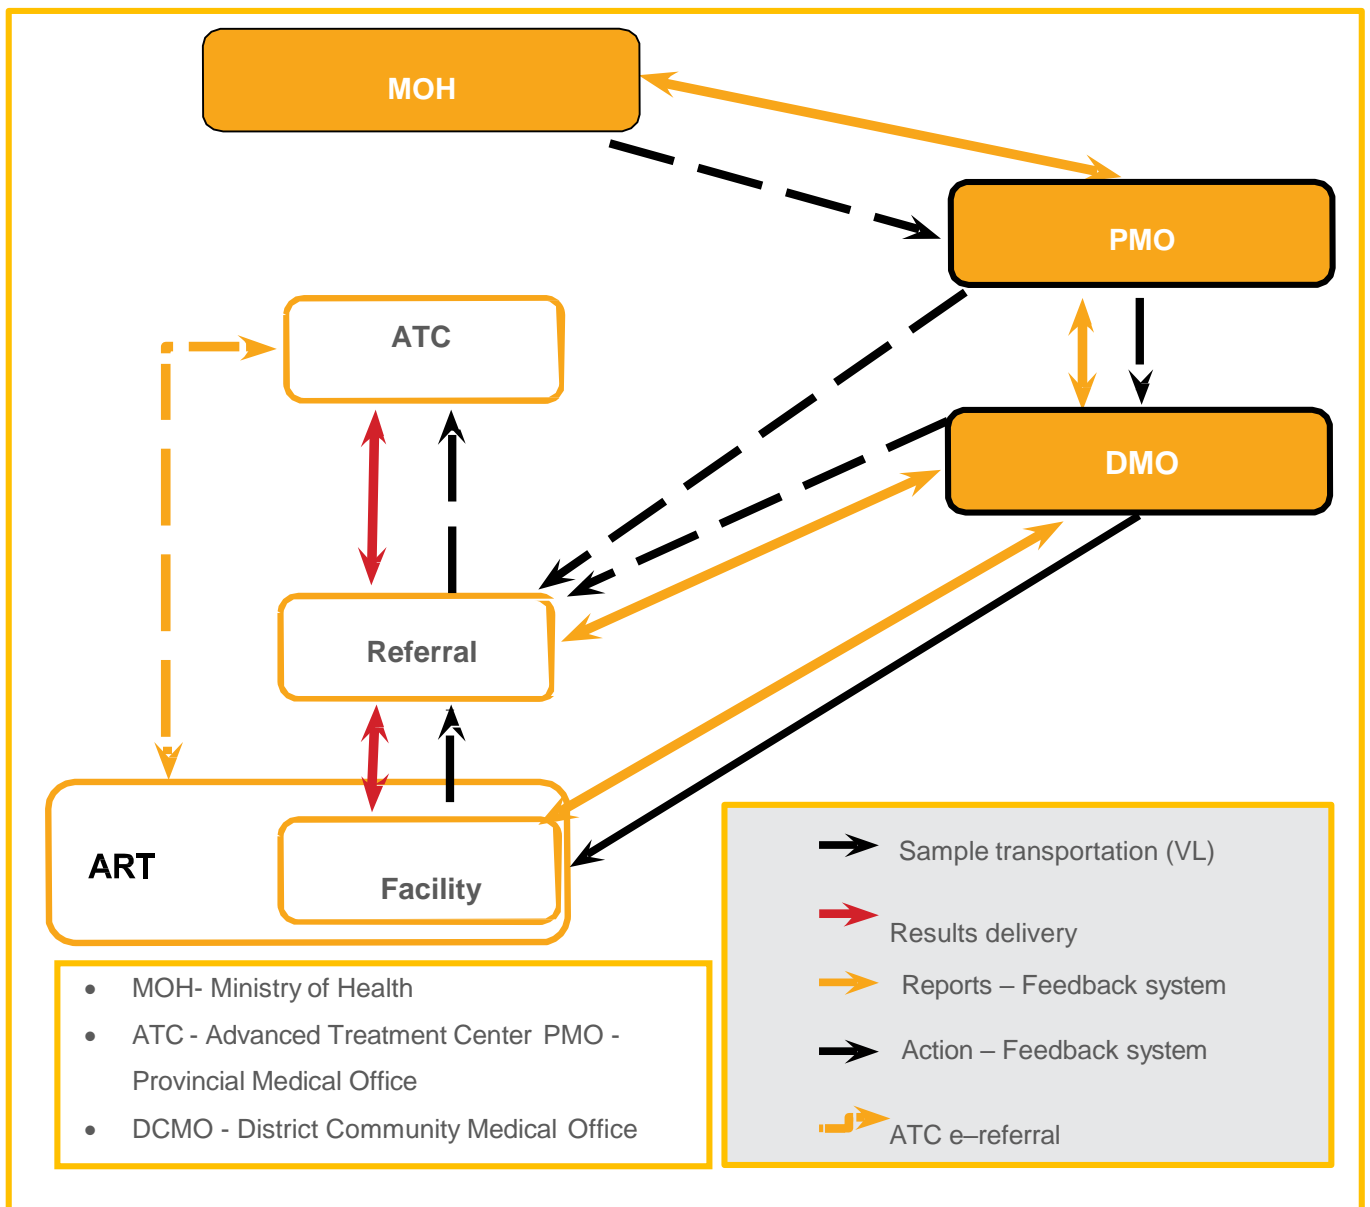 MOH
PMO
ATC
DMO
Referral
ART
Facility
Sample transportation (VL)
Results delivery
Reports – Feedback system
Action – Feedback system
ATC e–referral
• MOH- Ministry of Health
• ATC - Advanced Treatment Center PMO -
Provincial Medical Office
• DCMO - District Community Medical Office